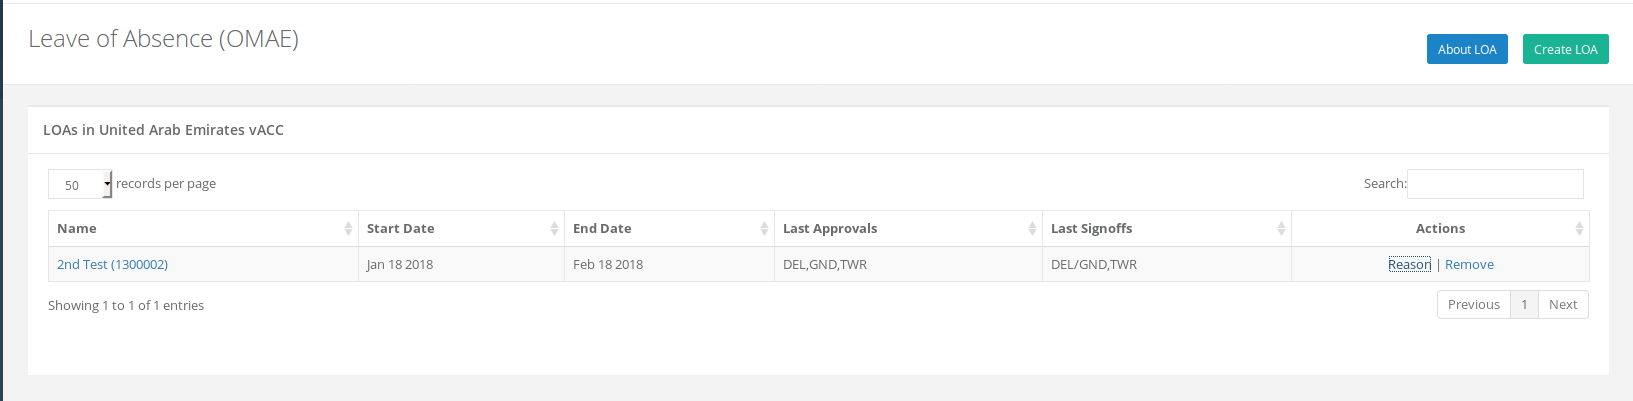 Leave of Absence (OMAE)
About LOA Create LOA
LOAs in United Arab Emirates vACC
50 records per page Search:
Name Start Date End Date Last Approvals Last Signoffs Actions
2nd Test (1300002) Jan 18 2018 Feb 18 2018 DEL,GND,TWR DEL/GND,TWR Reason | Remove
Showing 1 to 1 of 1 entries Previous 1 Next